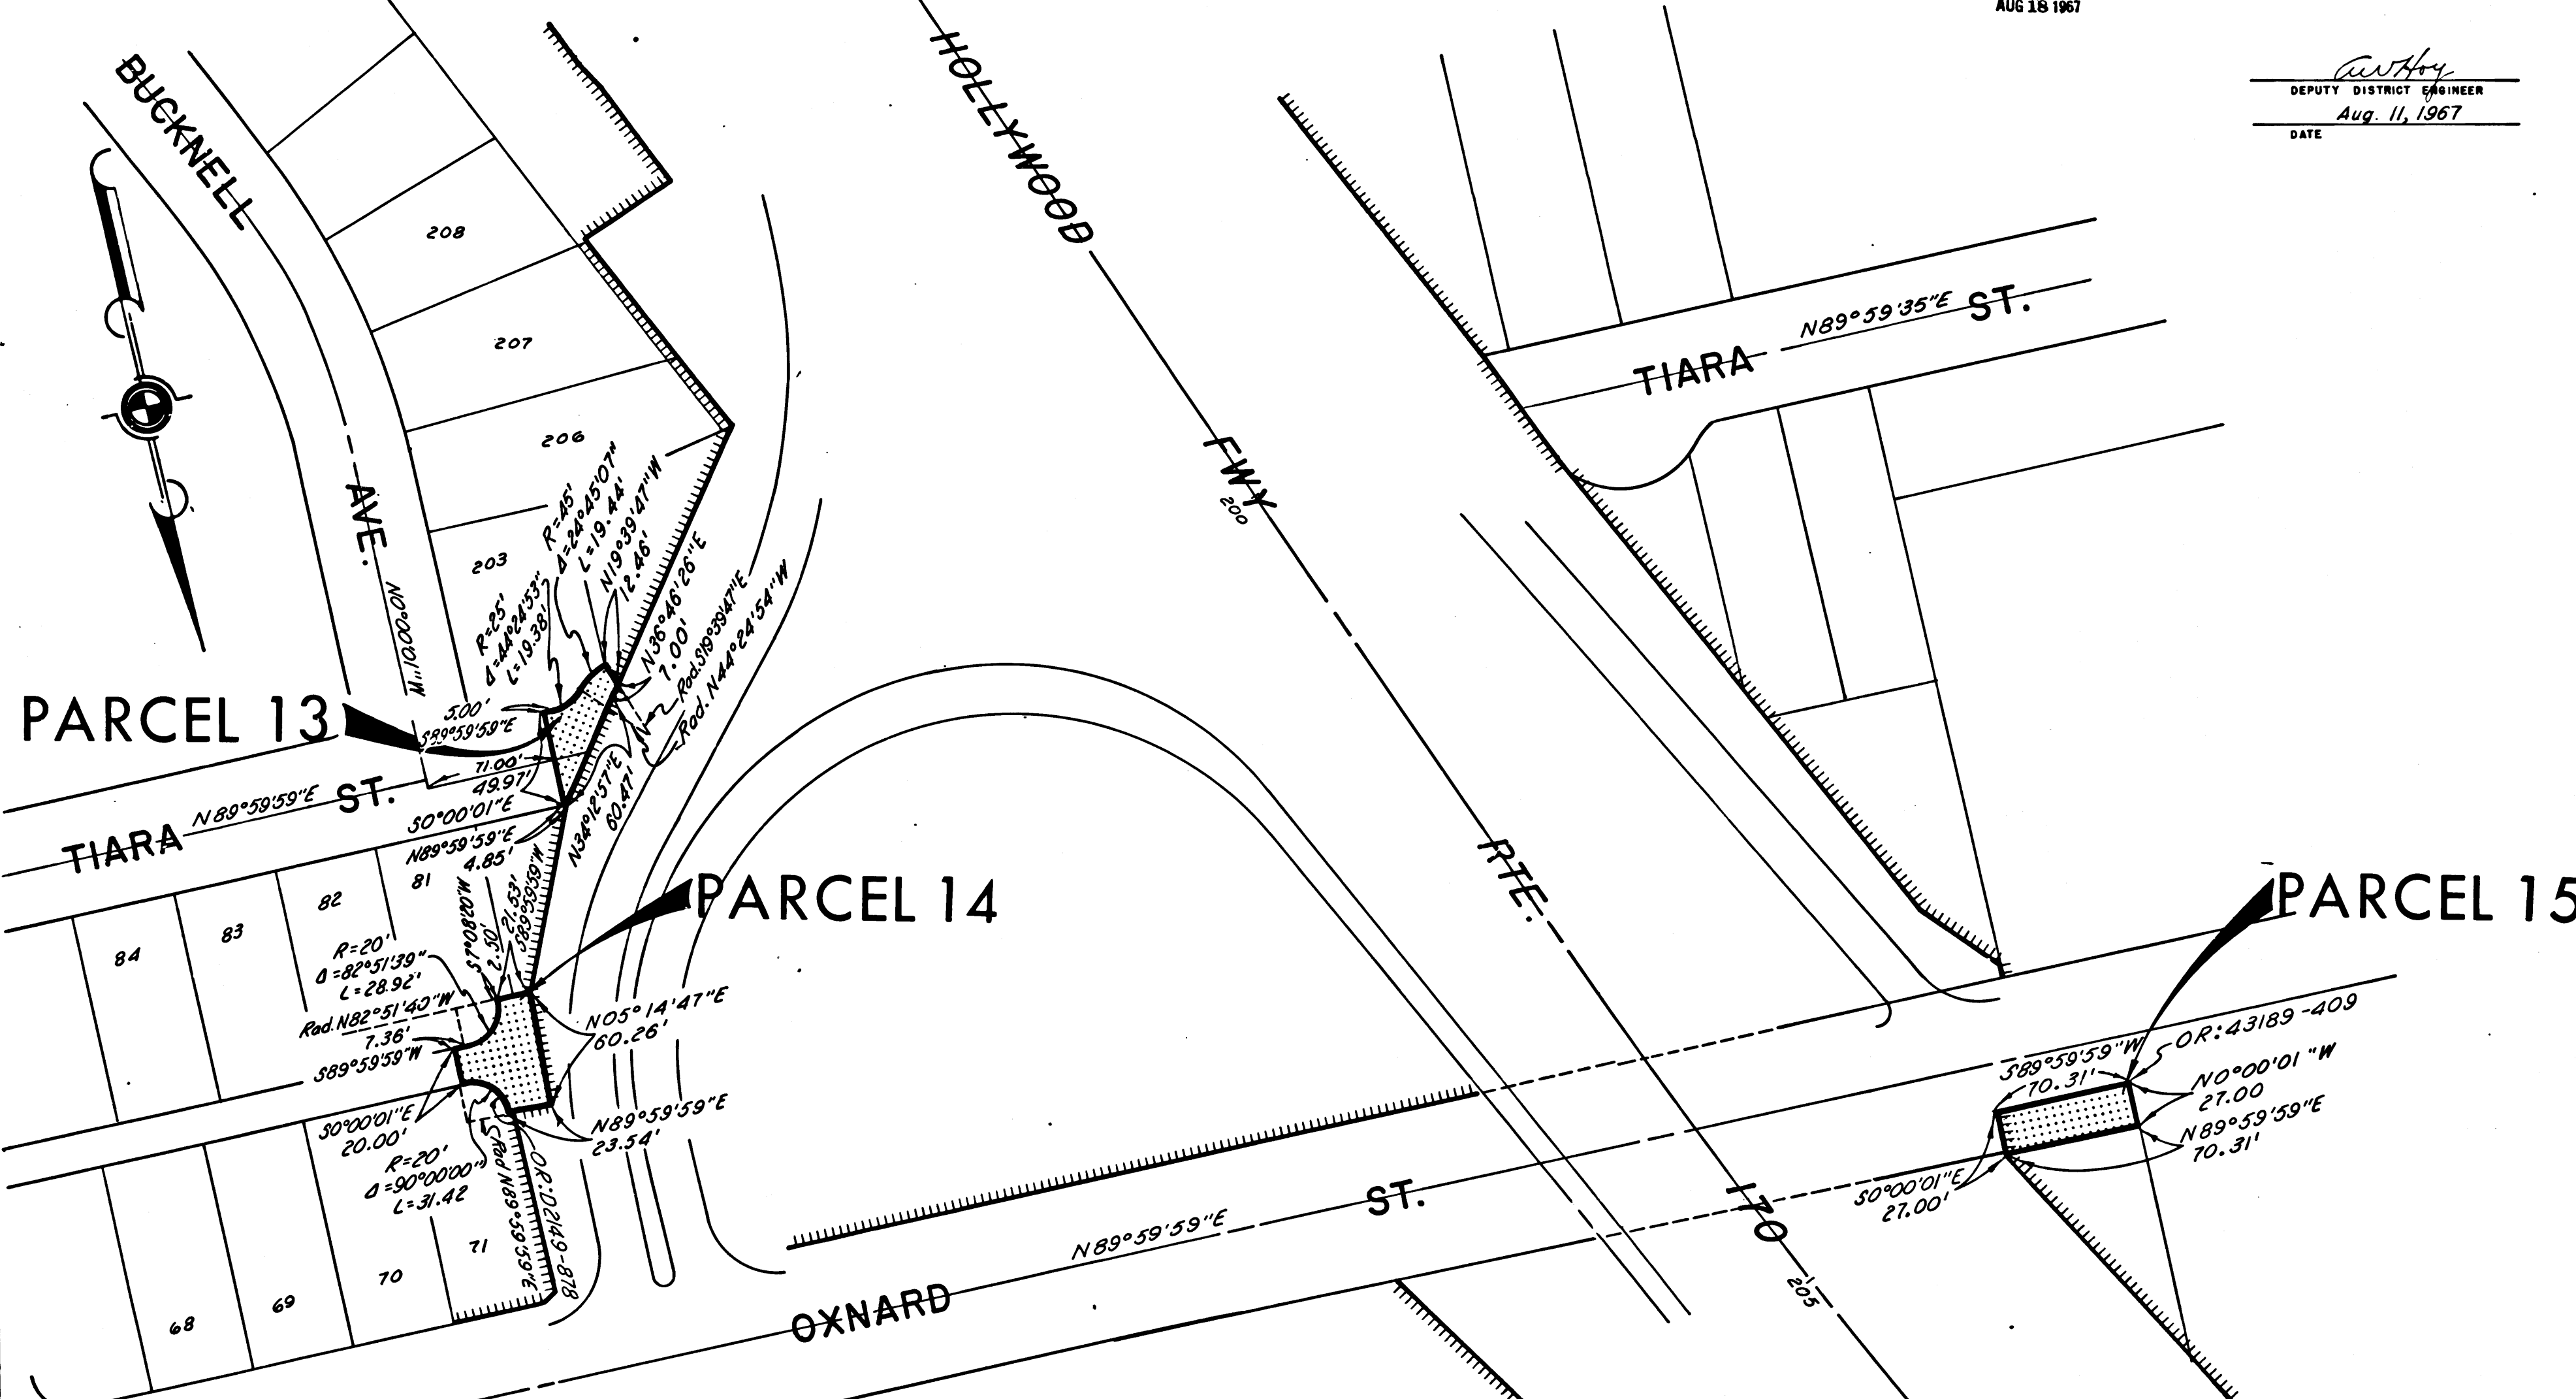 AUG 18 1967
DEPUTY DISTRICT ENGINEER
Aug. 11, 1967
DATE
BUCKNELL
AVE.
N0°00'01"W
HOLLYWOOD
FWY
200
RTE.
170
205
TIARA
N89°59'35"E
ST.
208
207
206
203
R=45'
Δ=24°45'07"
L=19.44'
N19°39'47"W
12.46'
R=25'
Δ=44°24'53"
L=19.38'
N36°46'26"E
7.00'
Rad.S19°39'47"E
Rad. N44°24'54"W
PARCEL 13
5.00'
S89°59'59"E
71.00'
49.97'
S0°00'01"E
N89°59'59"E
4.85'
N34°12'57"E
60.47'
TIARA
N89°59'59"E
ST.
84
83
82
81
PARCEL 14
2.50'
21.53'
S89°59'59"W
R=20'
Δ=82°51'39"
L=28.92'
Rad. N82°51'40"W
7.36'
S89°59'59"W
N05°14'47"E
60.26'
S0°00'01"E
20.00'
N89°59'59"E
23.54'
R=20'
Δ=90°00'00"
L=31.42
Rad N89°59'59"E
O.R.:D2149-878
68
69
70
71
OXNARD
N89°59'59"E
ST.
PARCEL 15
OR:43189-409
S89°59'59"W
70.31'
N0°00'01"W
27.00
N89°59'59"E
70.31'
S0°00'01"E
27.00'